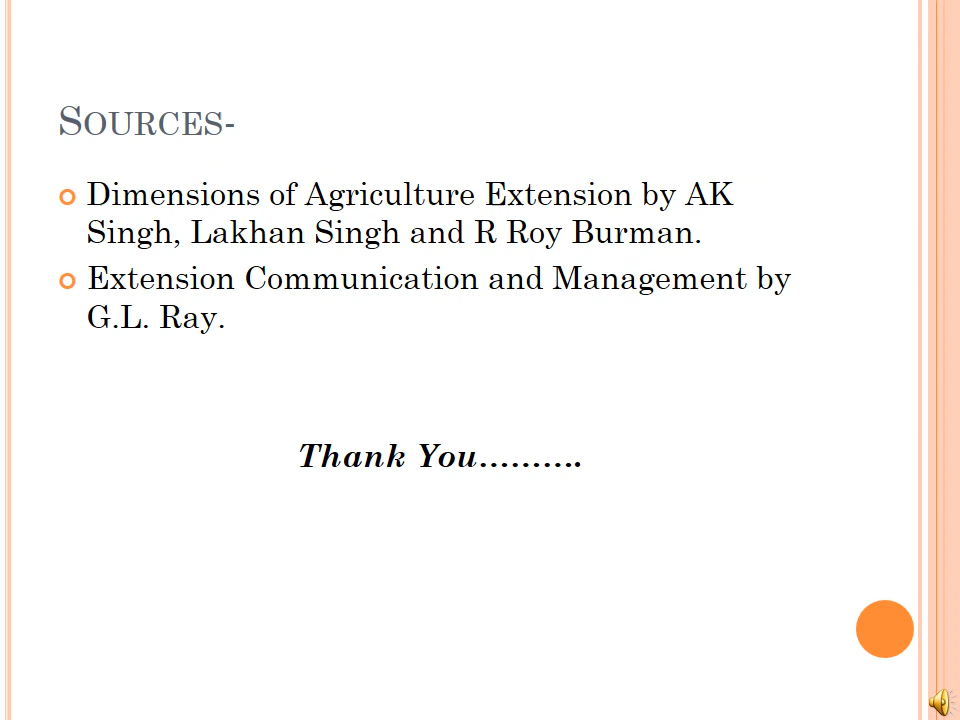 SOURCES-
Dimensions of Agriculture Extension by AK
Singh, Lakhan Singh and R Roy Burman.
Extension Communication and Management by
G.L. Ray.
Thank You……….